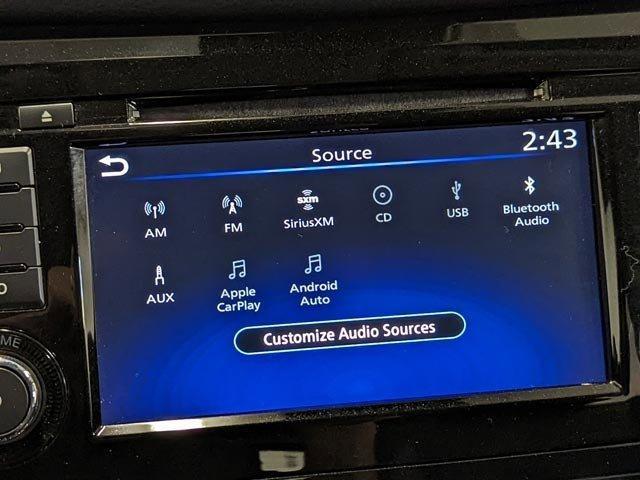 Source
2:43
AM
FM
sxm
SiriusXM
CD
USB
Bluetooth
Audio
AUX
Apple
CarPlay
Android
Auto
Customize Audio Sources